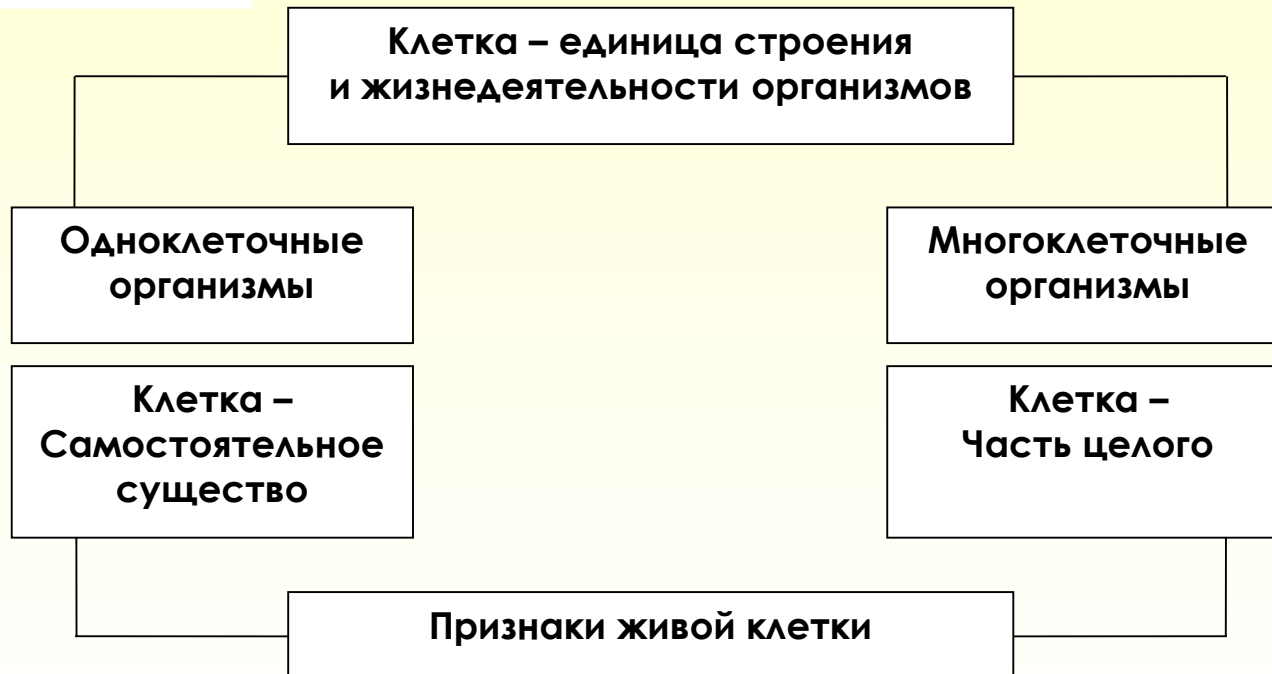 Клетка – единица строения
и жизнедеятельности организмов
Одноклеточные
организмы
Многоклеточные
организмы
Клетка –
Самостоятельное
существо
Клетка –
Часть целого
Признаки живой клетки